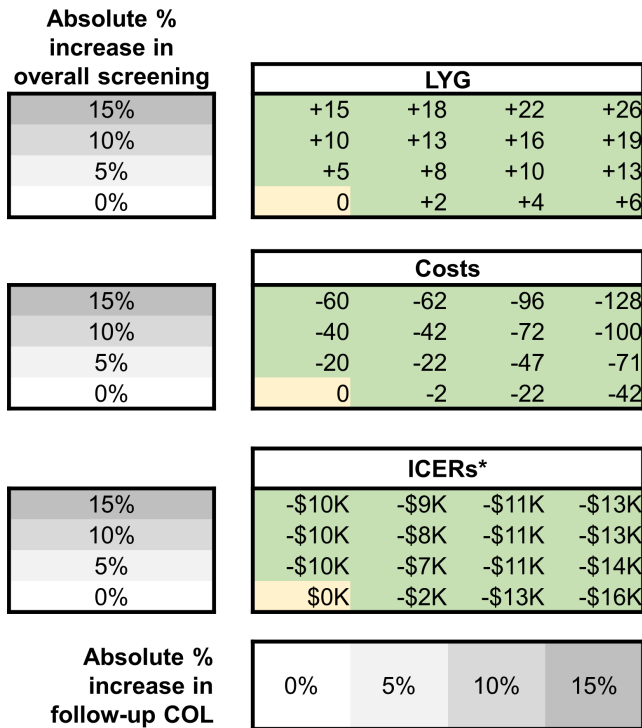 Absolute %
increase in
overall screening
LYG
15% +15 +18 +22 +26
10% +10 +13 +16 +19
5% +5 +8 +10 +13
0% 0 +2 +4 +6
Costs
15% -60 -62 -96 -128
10% -40 -42 -72 -100
5% -20 -22 -47 -71
0% 0 -2 -22 -42
ICERs*
15% -$10K -$9K -$11K -$13K
10% -$10K -$8K -$11K -$13K
5% -$10K -$7K -$11K -$14K
0% $0K -$2K -$13K -$16K
Absolute %
increase in
follow-up COL
0% 5% 10% 15%